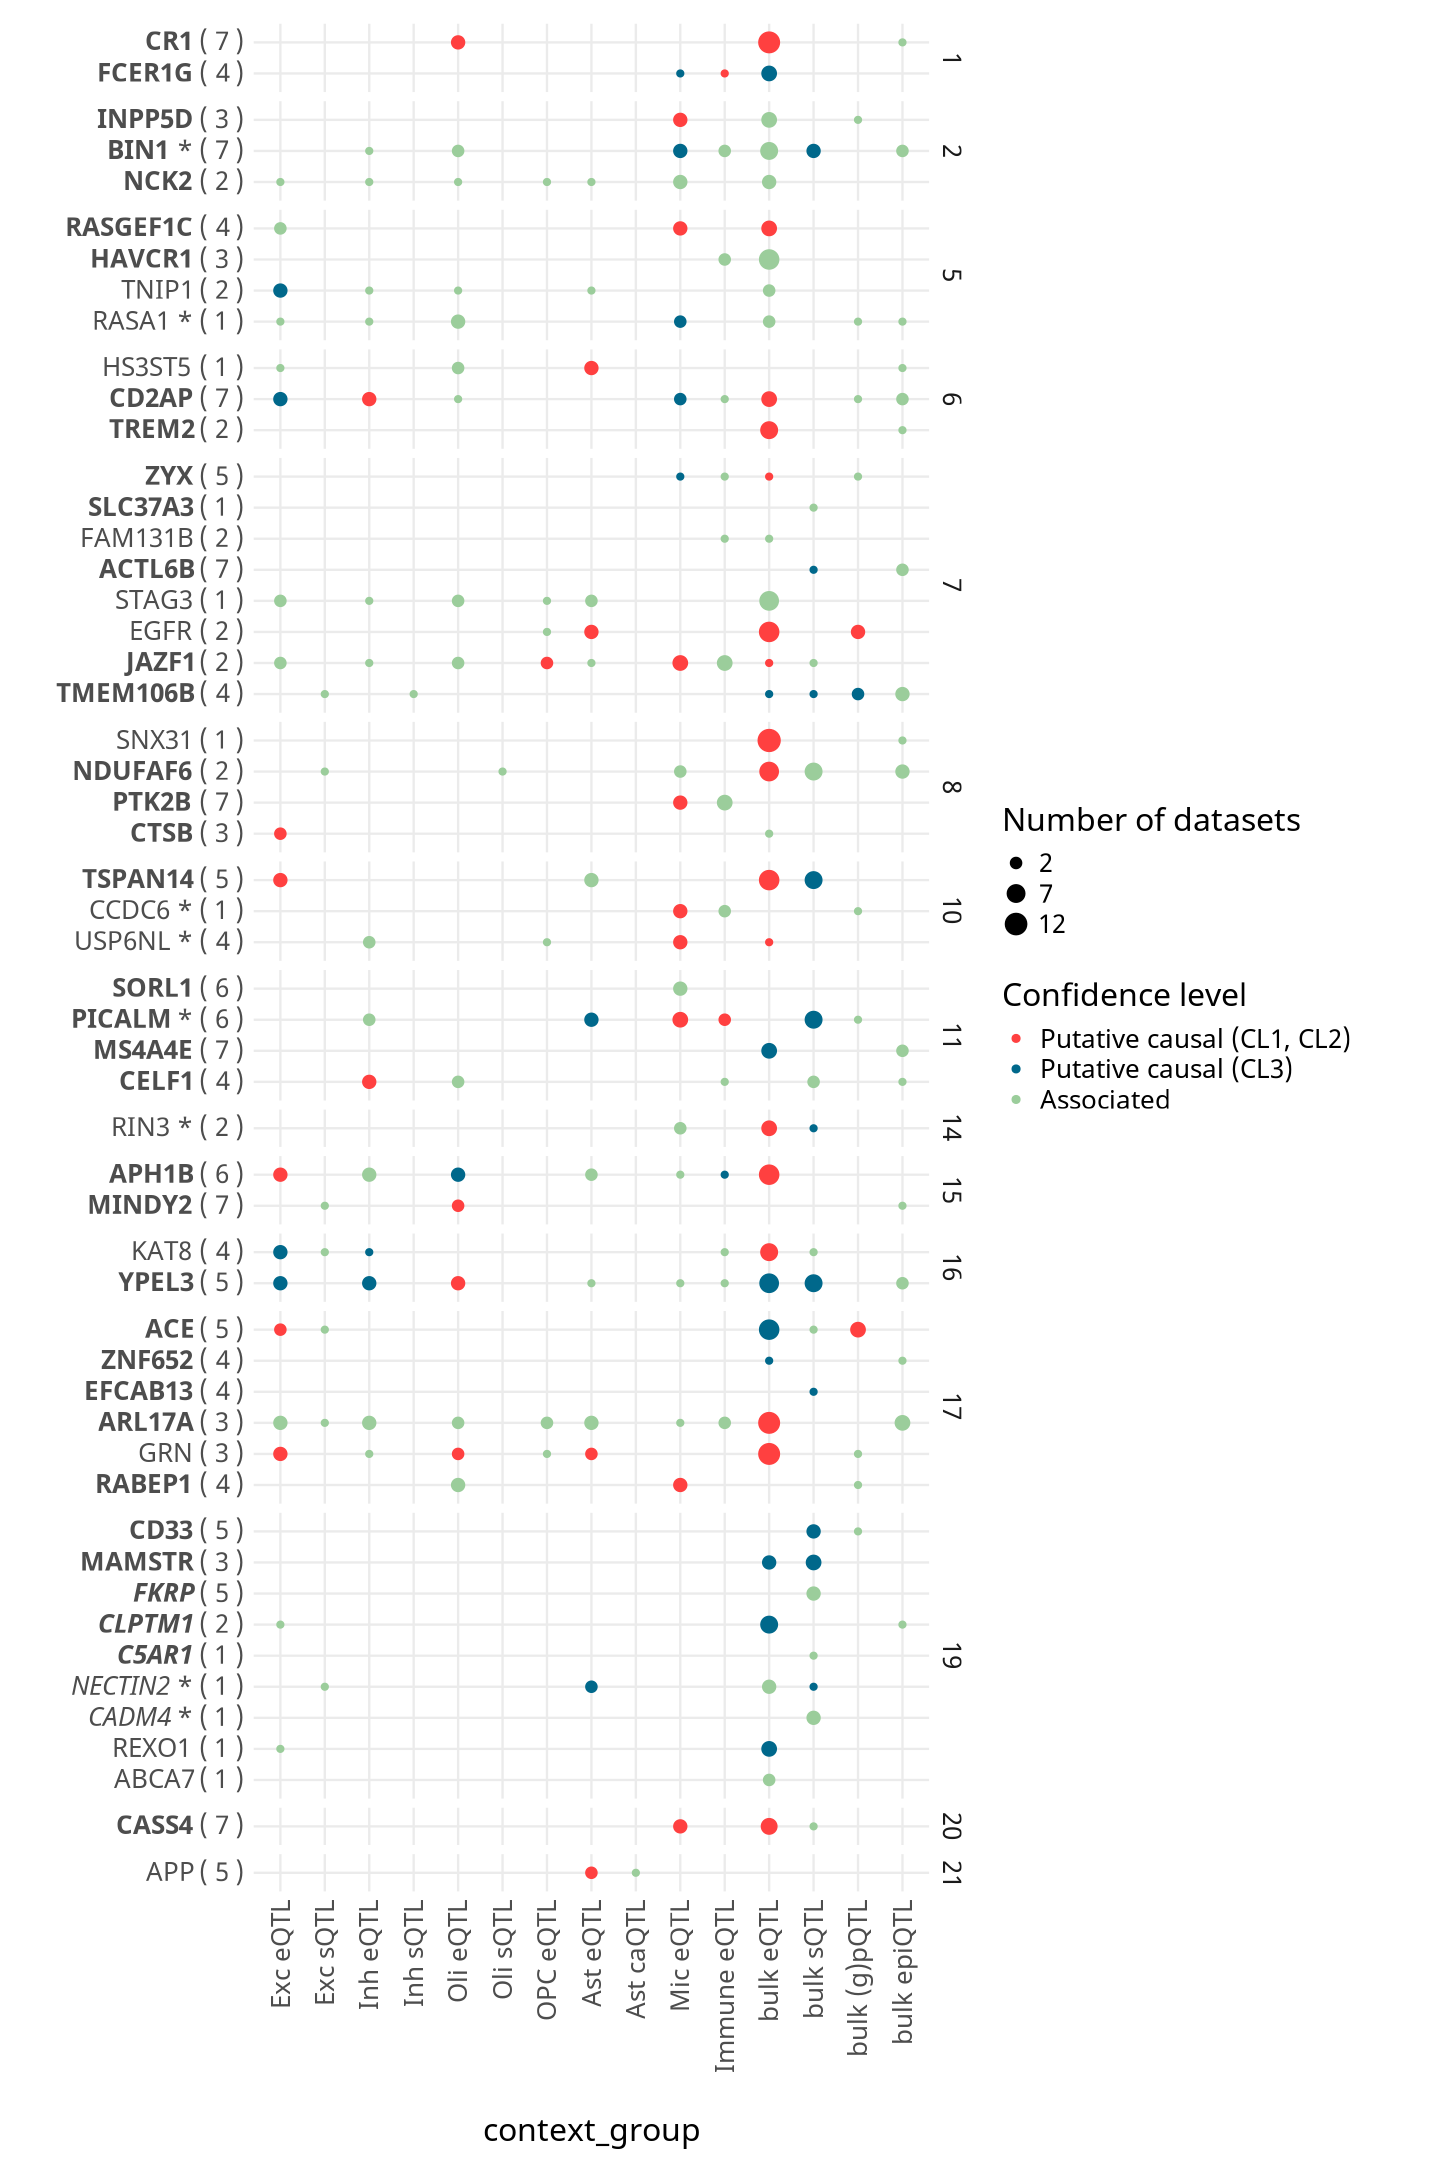 CR1 ( 7 )
FCER1G ( 4 )
1
INPP5D ( 3 )
BIN1 * ( 7 )
NCK2 ( 2 )
2
RASGEF1C ( 4 )
HAVCR1 ( 3 )
TNIP1 ( 2 )
RASA1 * ( 1 )
5
HS3ST5 ( 1 )
CD2AP ( 7 )
TREM2 ( 2 )
6
ZYX ( 5 )
SLC37A3 ( 1 )
FAM131B ( 2 )
ACTL6B ( 7 )
STAG3 ( 1 )
EGFR ( 2 )
JAZF1 ( 2 )
TMEM106B ( 4 )
7
SNX31 ( 1 )
NDUFAF6 ( 2 )
PTK2B ( 7 )
CTSB ( 3 )
8
TSPAN14 ( 5 )
CCDC6 * ( 1 )
USP6NL * ( 4 )
10
SORL1 ( 6 )
PICALM * ( 6 )
MS4A4E ( 7 )
CELF1 ( 4 )
11
RIN3 * ( 2 )
14
APH1B ( 6 )
MINDY2 ( 7 )
15
KAT8 ( 4 )
YPEL3 ( 5 )
16
ACE ( 5 )
ZNF652 ( 4 )
EFCAB13 ( 4 )
ARL17A ( 3 )
GRN ( 3 )
RABEP1 ( 4 )
17
CD33 ( 5 )
MAMSTR ( 3 )
FKRP ( 5 )
CLPTM1 ( 2 )
C5AR1 ( 1 )
NECTIN2 * ( 1 )
CADM4 * ( 1 )
REXO1 ( 1 )
ABCA7 ( 1 )
19
CASS4 ( 7 )
20
APP ( 5 )
21
Exc eQTL
Exc sQTL
Inh eQTL
Inh sQTL
Oli eQTL
Oli sQTL
OPC eQTL
Ast eQTL
Ast caQTL
Mic eQTL
Immune eQTL
bulk eQTL
bulk sQTL
bulk (g)pQTL
bulk epiQTL
context_group
Number of datasets
2
7
12
Confidence level
Putative causal (CL1, CL2)
Putative causal (CL3)
Associated